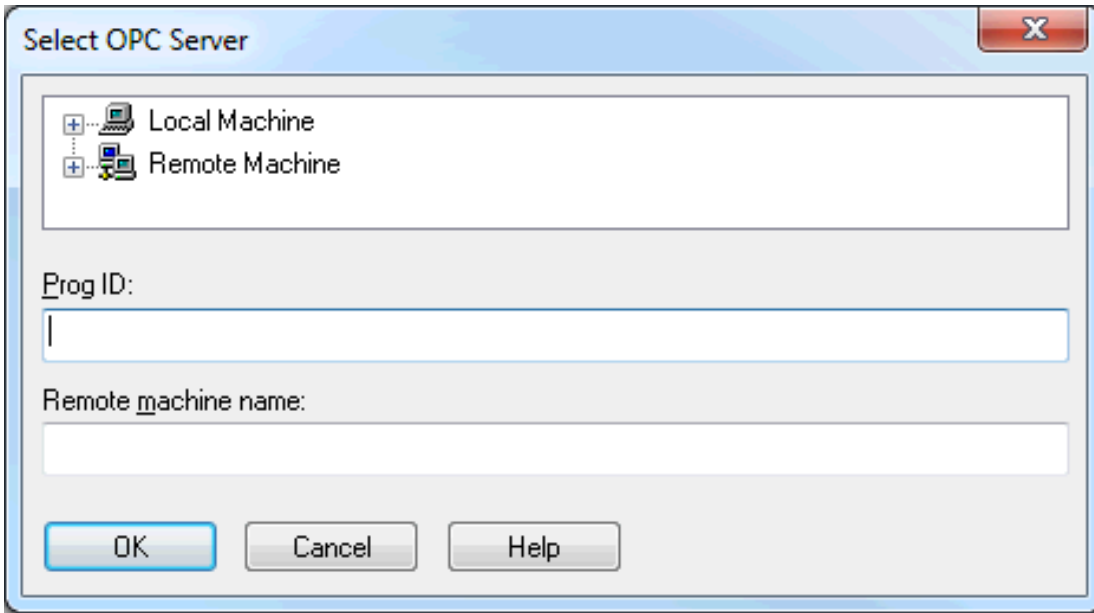 Select OPC Server
Local Machine
Remote Machine
Prog ID:
Remote machine name:
OK Cancel Help